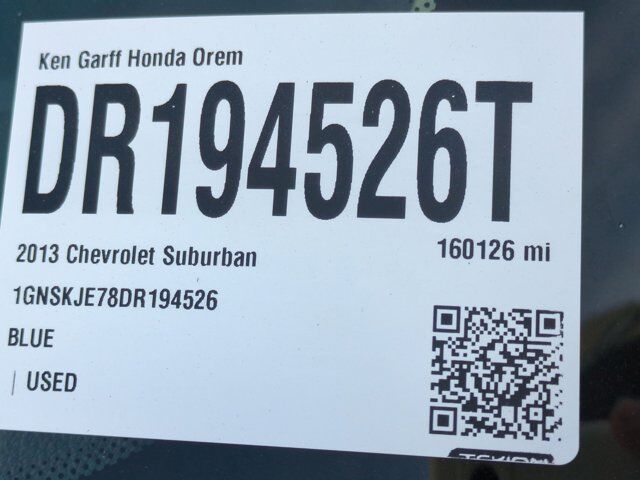 Ken Garff Honda Orem
DR194526T
2013 Chevrolet Suburban 160126 mi
1GNSKJE78DR194526
BLUE
| USED